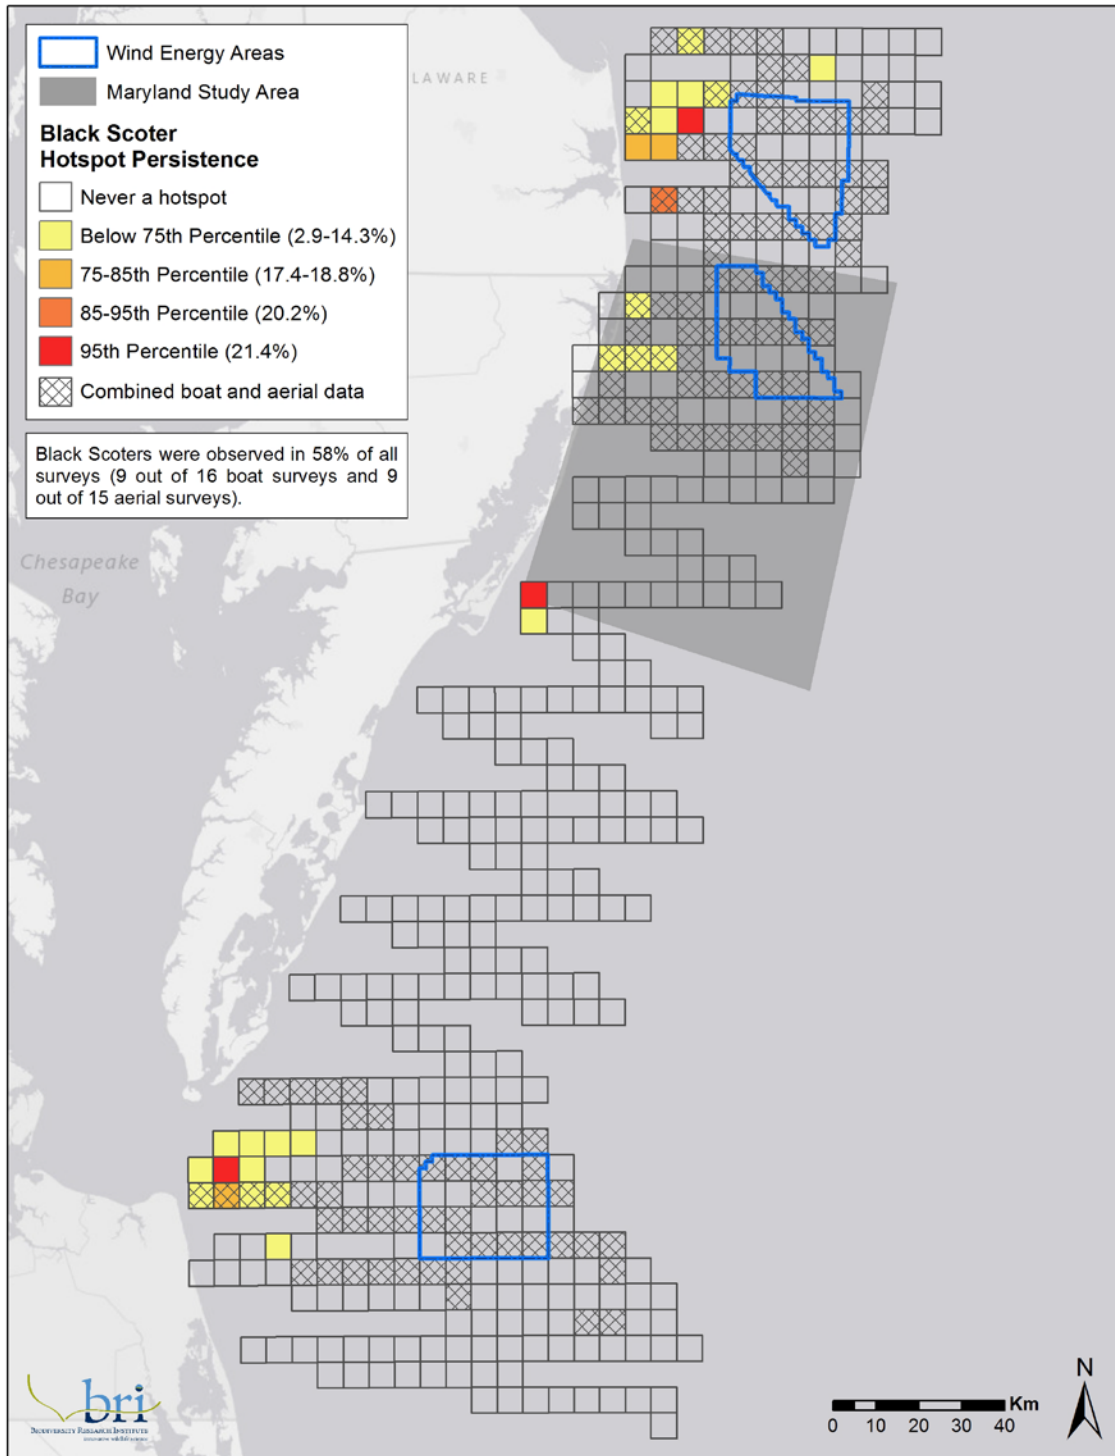 Wind Energy Areas
Maryland Study Area
Black Scoter
Hotspot Persistence
Never a hotspot
Below 75th Percentile (2.9-14.3%)
75-85th Percentile (17.4-18.8%)
85-95th Percentile (20.2%)
95th Percentile (21.4%)
Combined boat and aerial data
Black Scoters were observed in 58% of all
surveys (9 out of 16 boat surveys and 9
out of 15 aerial surveys).
LAWARE
Chesapeake
Bay
bri
BIODIVERSITY RESEARCH INSTITUTE
N
Km
0 10 20 30 40